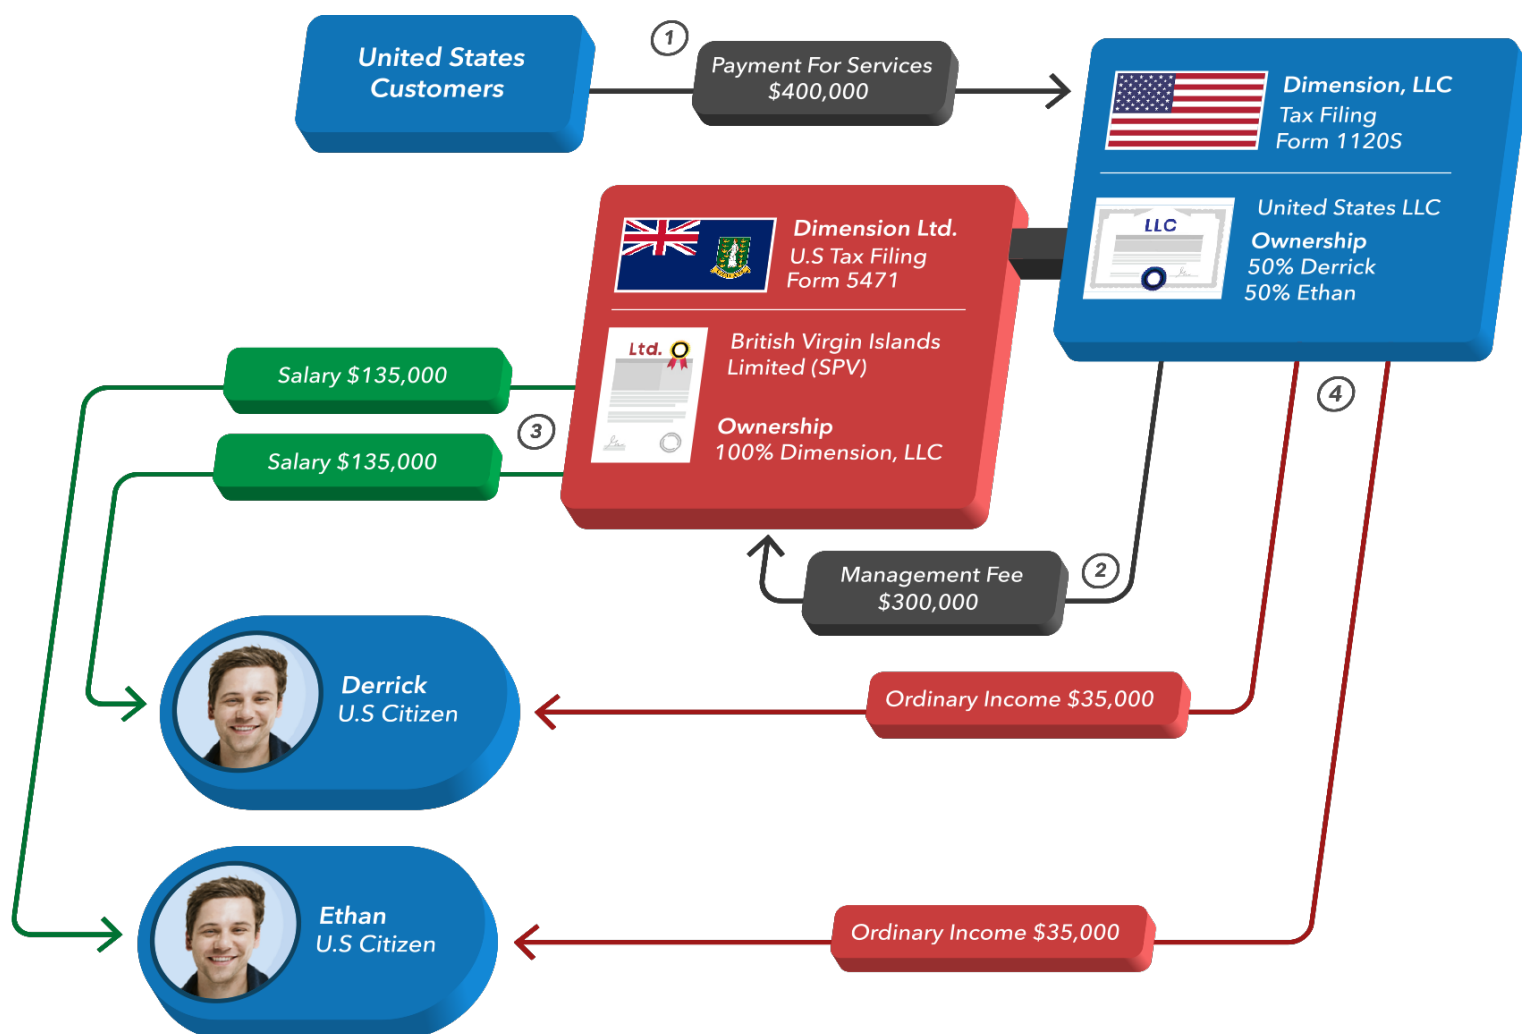 United States
Customers
1
Payment For Services
$400,000
Dimension, LLC
Tax Filing
Form 1120S
LLC
United States LLC
Ownership
50% Derrick
50% Ethan
Dimension Ltd.
U.S Tax Filing
Form 5471
Ltd.
British Virgin Islands
Limited (SPV)
Ownership
100% Dimension, LLC
Salary $135,000
Salary $135,000
3
4
Management Fee
$300,000
2
Derrick
U.S Citizen
Ordinary Income $35,000
Ethan
U.S Citizen
Ordinary Income $35,000